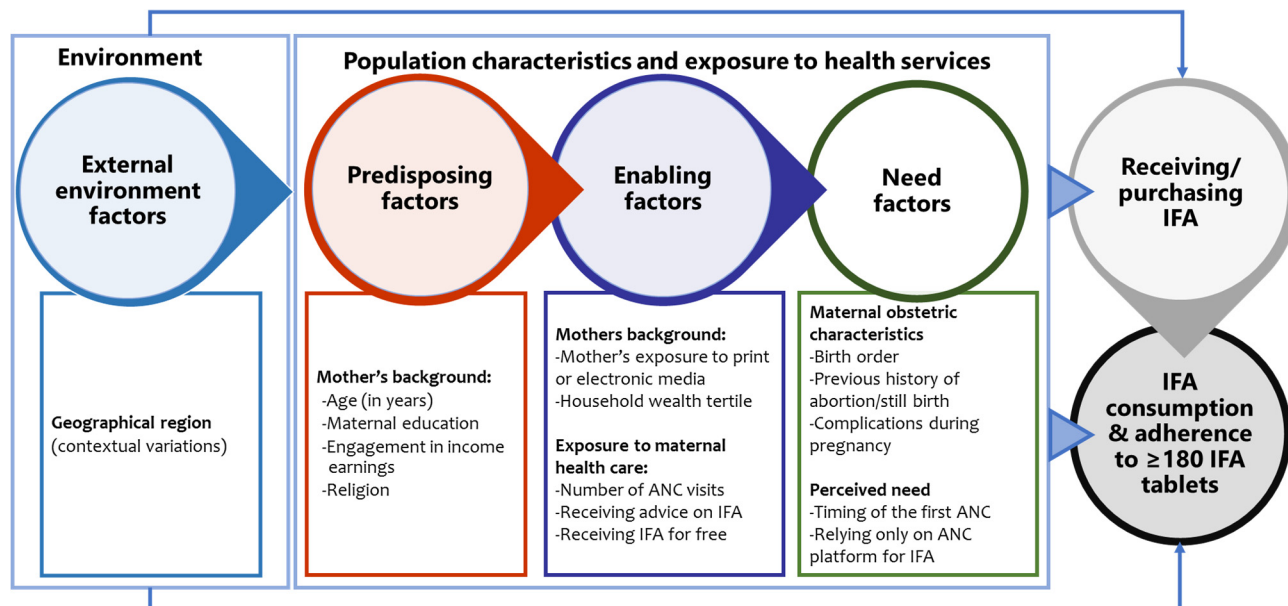 Environment
External
environment
factors
Geographical region
(contextual variations)
Population characteristics and exposure to health services
Predisposing
factors
Mother's background:
-Age (in years)
-Maternal education
-Engagement in income
earnings
-Religion
Enabling
factors
Mothers background:
-Mother's exposure to print
or electronic media
-Household wealth tertile
Exposure to maternal
health care:
-Number of ANC visits
-Receiving advice on IFA
-Receiving IFA for free
Need
factors
Maternal obstetric
characteristics
-Birth order
-Previous history of
abortion/still birth
-Complications during
pregnancy
Perceived need
-Timing of the first ANC
-Relying only on ANC
platform for IFA
Receiving/
purchasing
IFA
IFA
consumption
& adherence
to ≥180 IFA
tablets